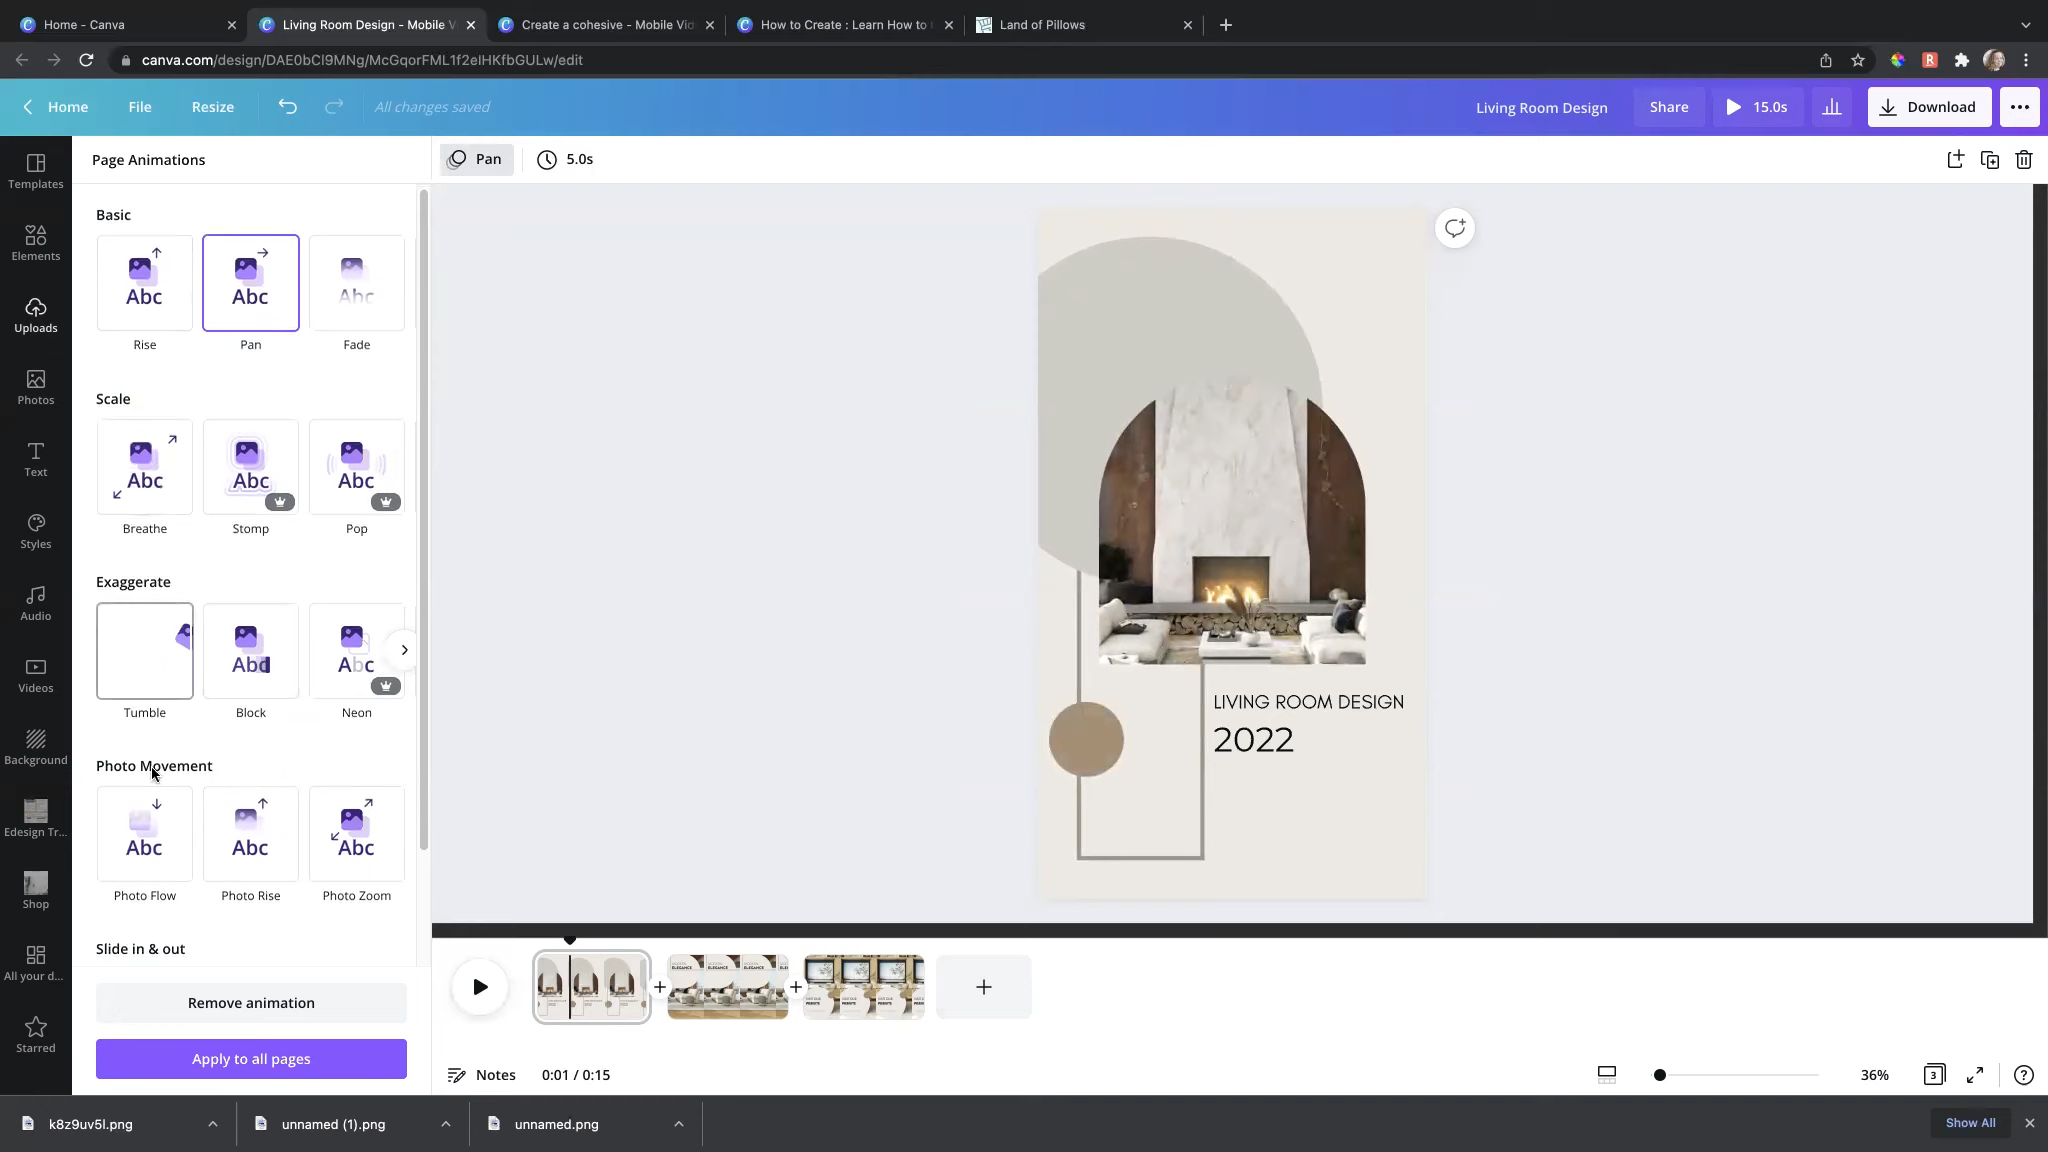 Home - Canva
Living Room Design - Mobile V
Create a cohesive - Mobile Vid
How to Create : Learn How to
Land of Pillows
canva.com/design/DAE0bCl9MNg/McGqorFML1f2elHKfbGULw/edit
Home
File
Resize
All changes saved
Living Room Design
Share
15.0s
Download
Page Animations
Pan
5.0s
Templates
Elements
Uploads
Photos
Text
Styles
Audio
Videos
Background
Edesign Tr...
Shop
All your d...
Starred
Basic
Abc
Abc
Abc
Rise
Pan
Fade
Scale
Abc
Abc
Abc
Breathe
Stomp
Pop
Exaggerate
Abc
Abc
Tumble
Block
Neon
Photo Movement
Abc
Abc
Abc
Photo Flow
Photo Rise
Photo Zoom
Slide in & out
Remove animation
Apply to all pages
LIVING ROOM DESIGN
2022
Notes
0:01 / 0:15
36%
3
k8z9uv5l.png
unnamed (1).png
unnamed.png
Show All